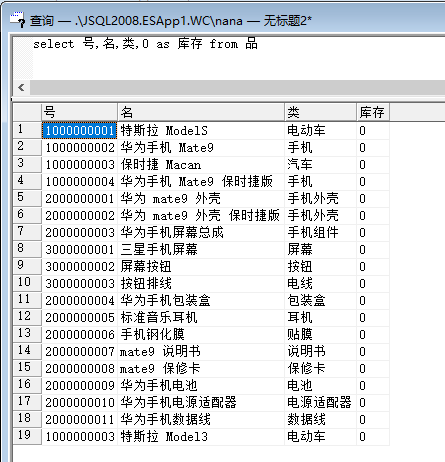 查询 — .\JSQL2008.ESApp1.WC\nana — 无标题2*
select 号,名,类,0 as 库存 from 品
号 名 类 库存
1 1000000001 特斯拉 ModelS 电动车 0
2 1000000002 华为手机 Mate9 手机 0
3 1000000003 保时捷 Macan 汽车 0
4 1000000004 华为手机 Mate9 保时捷版 手机 0
5 2000000001 华为 mate9 外壳 手机外壳 0
6 2000000002 华为 mate9 外壳 保时捷版 手机外壳 0
7 2000000003 华为手机屏幕总成 手机组件 0
8 3000000001 三星手机屏幕 屏幕 0
9 3000000002 屏幕按钮 按钮 0
10 3000000003 按钮排线 电线 0
11 2000000004 华为手机包装盒 包装盒 0
12 2000000005 标准音乐耳机 耳机 0
13 2000000006 手机钢化膜 贴膜 0
14 2000000007 mate9 说明书 说明书 0
15 2000000008 mate9 保修卡 保修卡 0
16 2000000009 华为手机电池 电池 0
17 2000000010 华为手机电源适配器 电源适配器 0
18 2000000011 华为手机数据线 数据线 0
19 1000000003 特斯拉 Model3 电动车 0